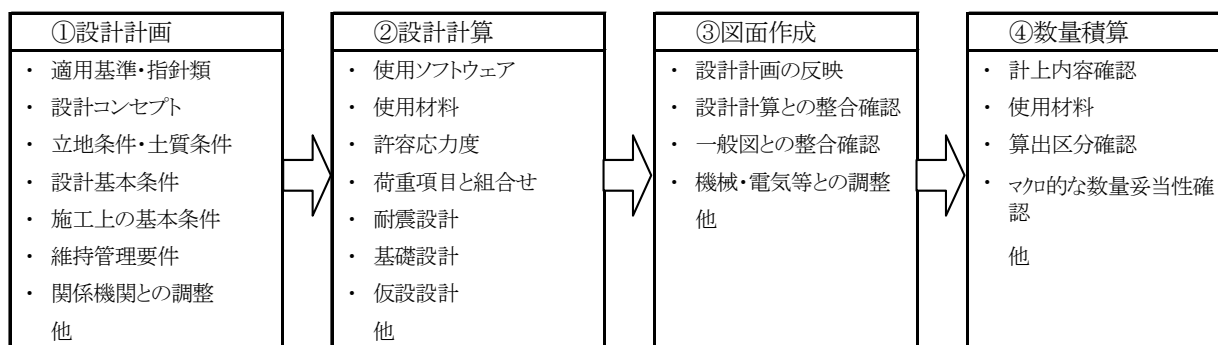 ①設計計画
・ 適用基準・指針類
・ 設計コンセプト
・ 立地条件・土質条件
・ 設計基本条件
・ 施工上の基本条件
・ 維持管理要件
・ 関係機関との調整
他
②設計計算
・ 使用ソフトウェア
・ 使用材料
・ 許容応力度
・ 荷重項目と組合せ
・ 耐震設計
・ 基礎設計
・ 仮設設計
他
③図面作成
・ 設計計画の反映
・ 設計計算との整合確認
・ 一般図との整合確認
・ 機械・電気等との調整
他
④数量積算
・ 計上内容確認
・ 使用材料
・ 算出区分確認
・ マクロ的な数量妥当性確
認
他